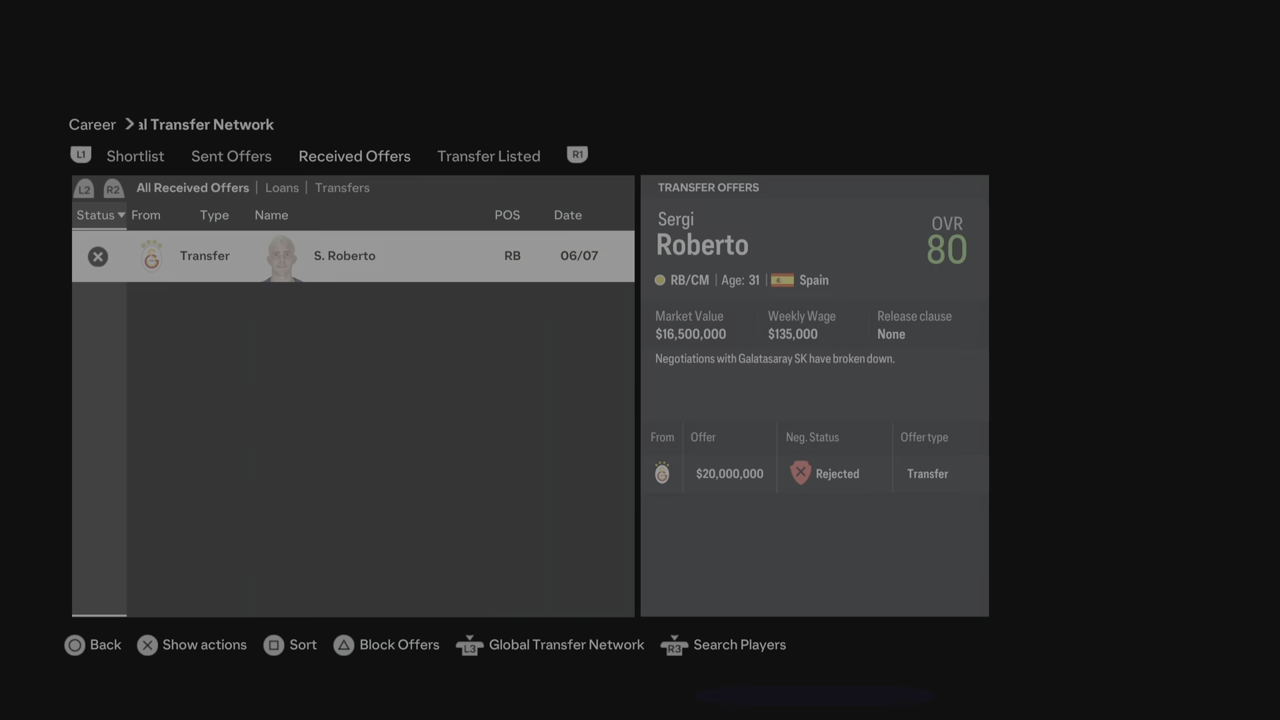 Career al Transfer Network
L1 Shortlist Sent Offers Received Offers Transfer Listed R1
L2 R2 All Received Offers | Loans | Transfers
Status From Type Name POS Date
Transfer S. Roberto RB 06/07
TRANSFER OFFERS
Sergi
Roberto
OVR
80
RB/CM | Age: 31 | Spain
Market Value Weekly Wage Release clause
$16,500,000 $135,000 None
Negotiations with Galatasaray SK have broken down.
From Offer Neg. Status Offer type
$20,000,000 Rejected Transfer
Back Show actions Sort Block Offers L3 Global Transfer Network R3 Search Players